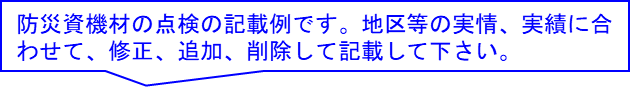 防災資機材の点検の記載例です。地区等の実情、実績に合
わせて、修正、追加、削除して記載して下さい。